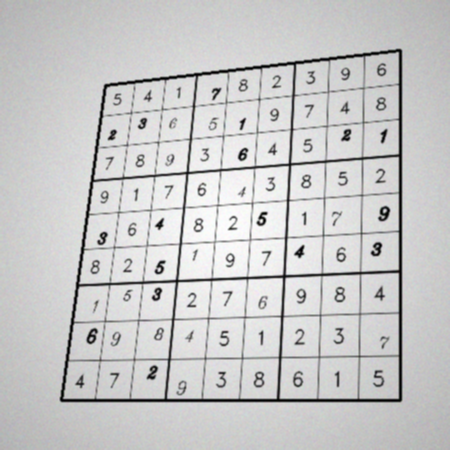 5 4 1 7 8 2 3 9 6
2 3 6 5 1 9 7 4 8
7 8 9 3 6 4 5 2 1
9 1 7 6 4 3 8 5 2
3 6 4 8 2 5 1 7 9
8 2 5 1 9 7 4 6 3
1 5 3 2 7 6 9 8 4
6 9 8 4 5 1 2 3 7
4 7 2 9 3 8 6 1 5